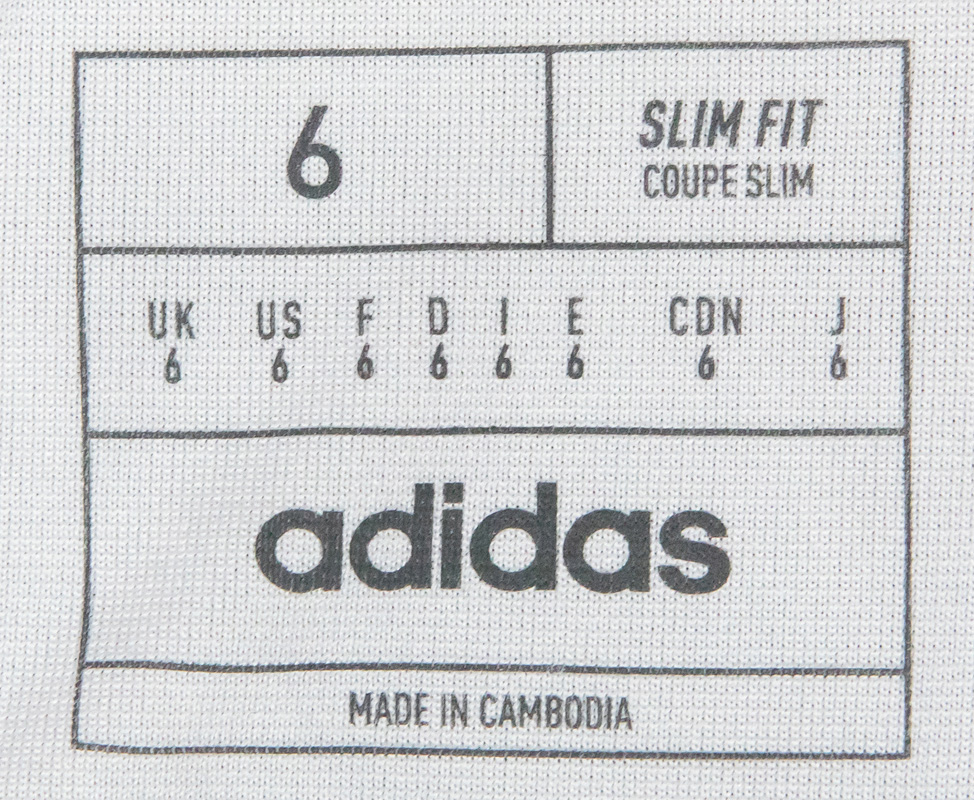 6
SLIM FIT
COUPE SLIM
UK US F D I E CDN J
6 6 6 6 6 6 6 6
adidas
MADE IN CAMBODIA